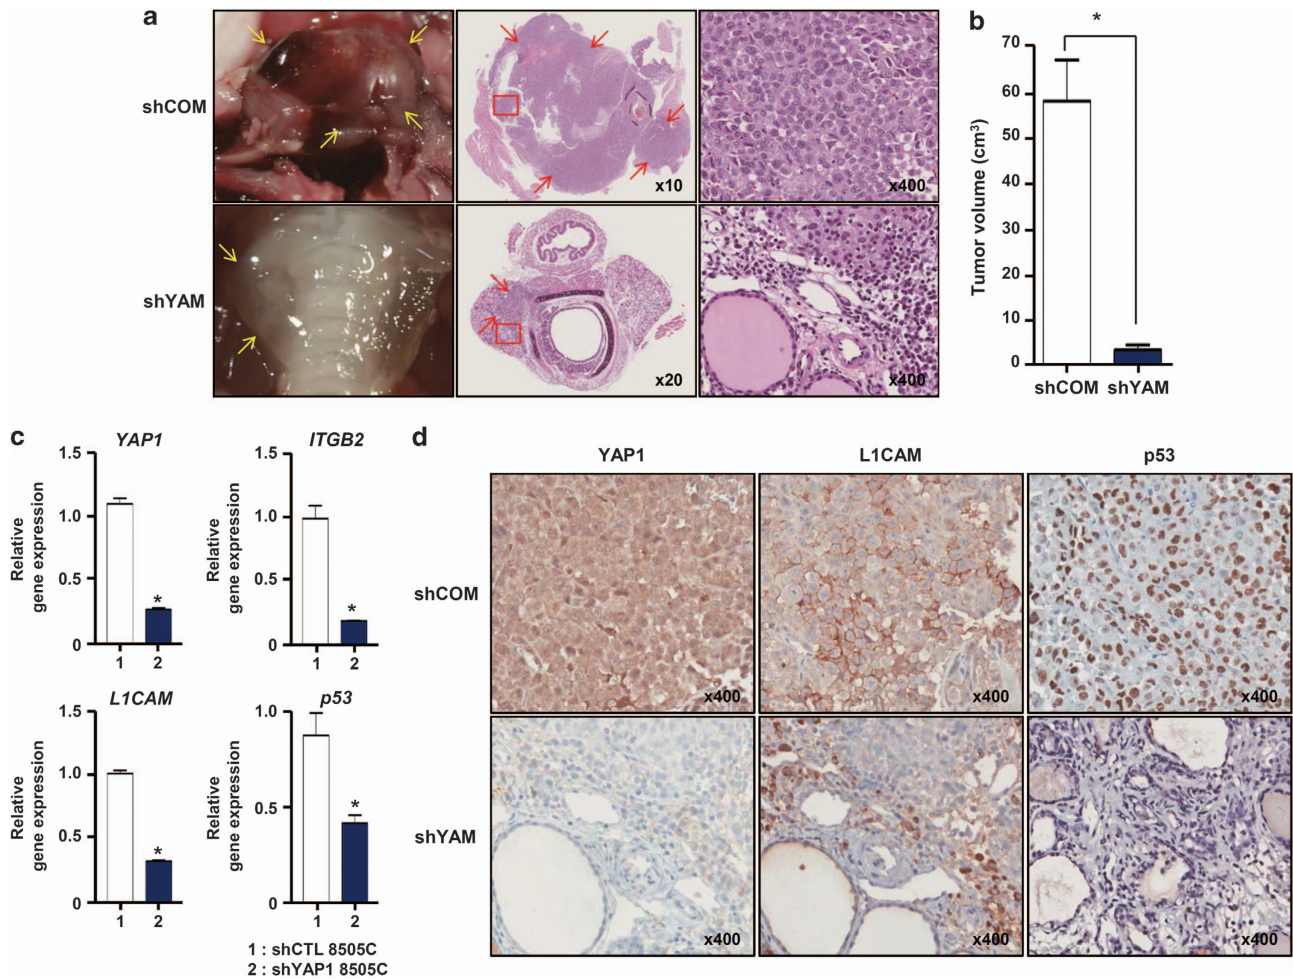 a
shCOM
x10
x400
shYAM
x20
x400
b
*
Tumor volume (cm³)
70
60
50
40
30
20
10
0
shCOM shYAM
c
YAP1
Relative
gene expression
1.5
1.0
0.5
0
*
1 2
ITGB2
Relative
gene expression
1.5
1.0
0.5
0
*
1 2
L1CAM
Relative
gene expression
1.5
1.0
0.5
0
*
1 2
p53
Relative
gene expression
1.0
0.5
0
*
1 2
1 : shCTL 8505C
2 : shYAP1 8505C
d
YAP1 L1CAM p53
shCOM
x400 x400 x400
shYAM
x400 x400 x400